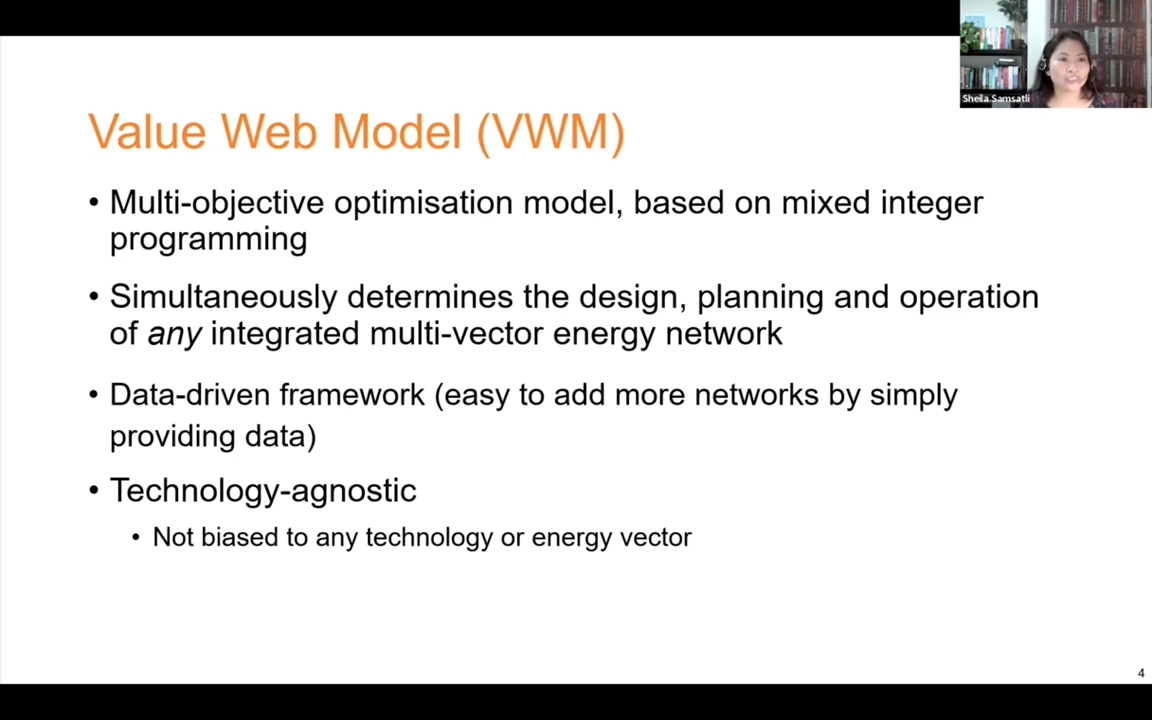 Sheila Samsatli
Value Web Model (VWM)
• Multi-objective optimisation model, based on mixed integer
programming
• Simultaneously determines the design, planning and operation
of any integrated multi-vector energy network
• Data-driven framework (easy to add more networks by simply
providing data)
• Technology-agnostic
• Not biased to any technology or energy vector
4